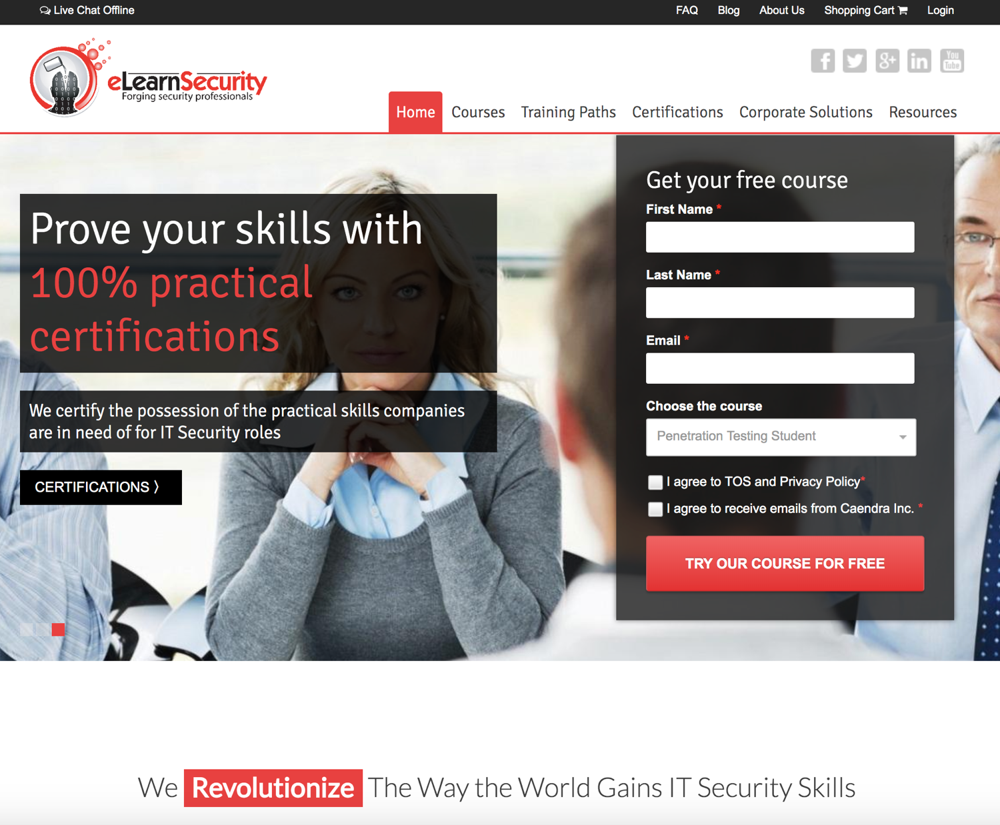 Live Chat Offline
FAQ Blog About Us Shopping Cart Login
eLearnSecurity
Forging security professionals
You
Tube
Home Courses Training Paths Certifications Corporate Solutions Resources
Prove your skills with
100% practical
certifications
We certify the possession of the practical skills companies
are in need of for IT Security roles
CERTIFICATIONS ⟩
Get your free course
First Name *
Last Name *
Email *
Choose the course
Penetration Testing Student
I agree to TOS and Privacy Policy*
I agree to receive emails from Caendra Inc. *
TRY OUR COURSE FOR FREE
We Revolutionize The Way the World Gains IT Security Skills